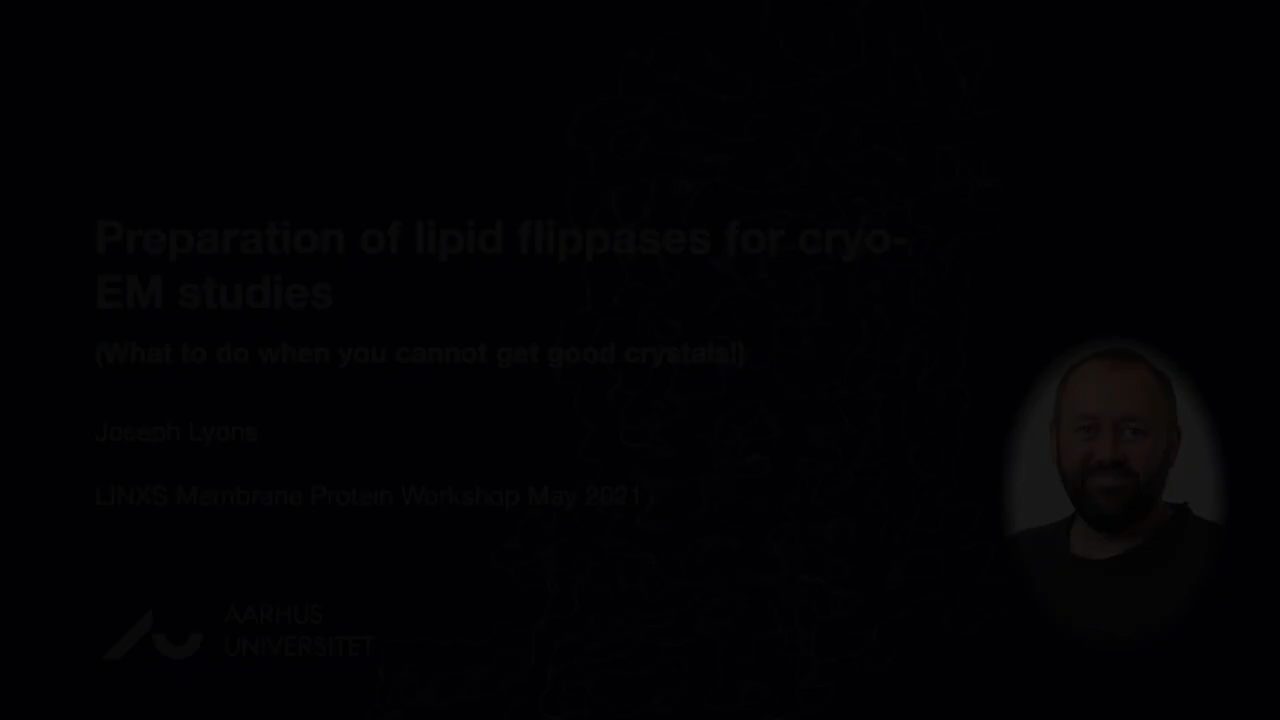 Preparation of lipid flippases for cryo-
EM studies
(What to do when you cannot get good crystals!)
Joseph Lyons
LINXS Membrane Protein Workshop May 2021
AARHUS
UNIVERSITET